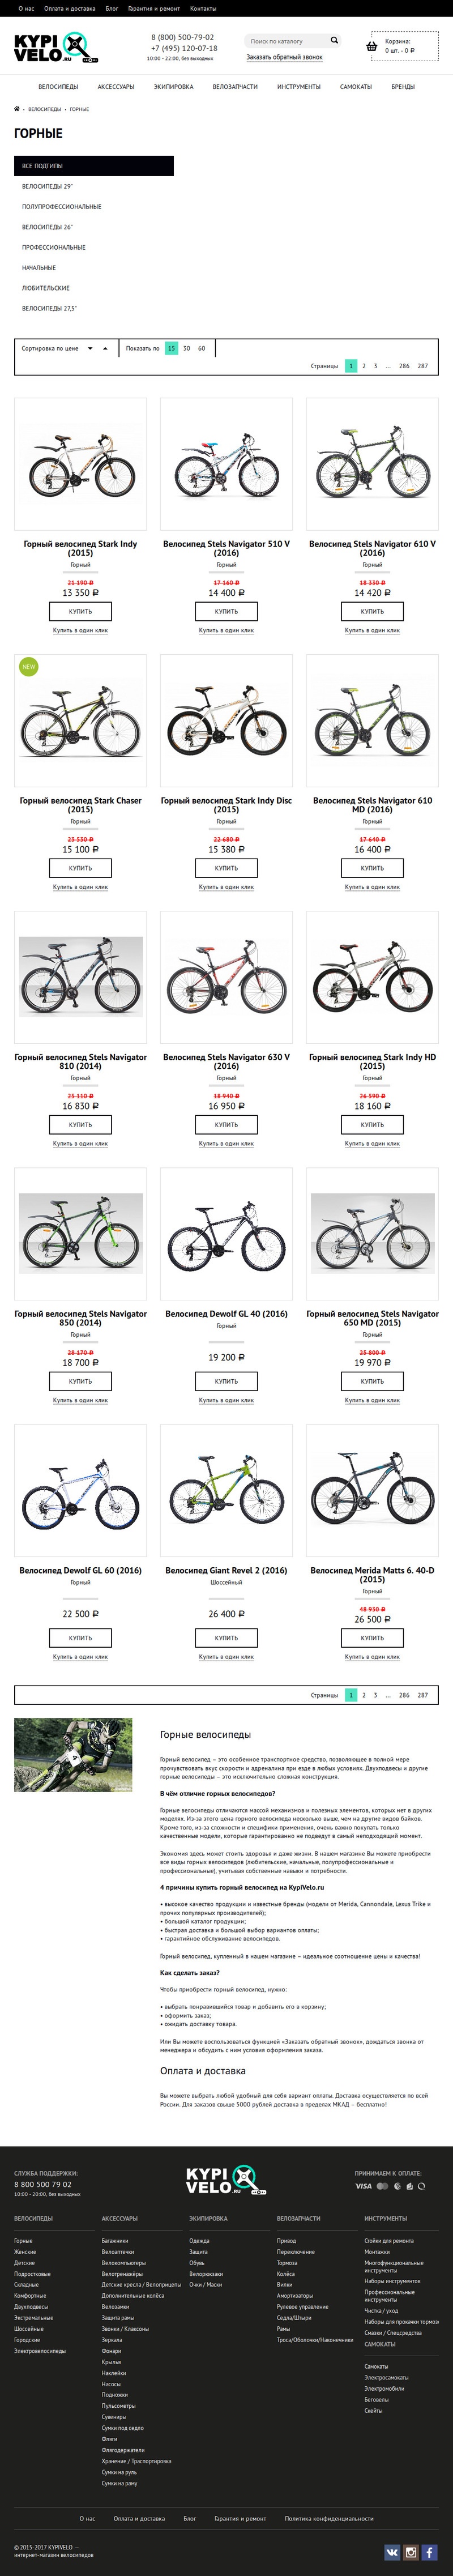 О нас Оплата и доставка Блог Гарантия и ремонт Контакты
KYPI
VELO.RU
8 (800) 500-79-02
+7 (495) 120-07-18
10:00 - 22:00, без выходных
Поиск по каталогу
Заказать обратный звонок
Корзина:
0 шт. - 0 ₽
ВЕЛОСИПЕДЫ АКСЕССУАРЫ ЭКИПИРОВКА ВЕЛОЗАПЧАСТИ ИНСТРУМЕНТЫ САМОКАТЫ БРЕНДЫ
ВЕЛОСИПЕДЫ • ГОРНЫЕ
ГОРНЫЕ
ВСЕ ПОДТИПЫ
ВЕЛОСИПЕДЫ 29"
ПОЛУПРОФЕССИОНАЛЬНЫЕ
ВЕЛОСИПЕДЫ 26"
ПРОФЕССИОНАЛЬНЫЕ
НАЧАЛЬНЫЕ
ЛЮБИТЕЛЬСКИЕ
ВЕЛОСИПЕДЫ 27,5"
Сортировка по цене Показать по 15 30 60
Страницы 1 2 3 ... 286 287
Горный велосипед Stark Indy (2015)
Горный
21 190 ₽
13 350 ₽
КУПИТЬ
Купить в один клик
Велосипед Stels Navigator 510 V (2016)
Горный
17 160 ₽
14 400 ₽
КУПИТЬ
Купить в один клик
Велосипед Stels Navigator 610 V (2016)
Горный
18 330 ₽
14 420 ₽
КУПИТЬ
Купить в один клик
NEW
Горный велосипед Stark Chaser (2015)
Горный
23 530 ₽
15 100 ₽
КУПИТЬ
Купить в один клик
Горный велосипед Stark Indy Disc (2015)
Горный
22 680 ₽
15 380 ₽
КУПИТЬ
Купить в один клик
Велосипед Stels Navigator 610 MD (2016)
Горный
17 640 ₽
16 400 ₽
КУПИТЬ
Купить в один клик
Горный велосипед Stels Navigator 810 (2014)
Горный
25 110 ₽
16 830 ₽
КУПИТЬ
Купить в один клик
Велосипед Stels Navigator 630 V (2016)
Горный
18 940 ₽
16 950 ₽
КУПИТЬ
Купить в один клик
Горный велосипед Stark Indy HD (2015)
Горный
26 590 ₽
18 160 ₽
КУПИТЬ
Купить в один клик
Горный велосипед Stels Navigator 850 (2014)
Горный
28 170 ₽
18 700 ₽
КУПИТЬ
Купить в один клик
Велосипед Dewolf GL 40 (2016)
Горный
19 200 ₽
КУПИТЬ
Купить в один клик
Горный велосипед Stels Navigator 650 MD (2015)
Горный
25 800 ₽
19 970 ₽
КУПИТЬ
Купить в один клик
Велосипед Dewolf GL 60 (2016)
Горный
22 500 ₽
КУПИТЬ
Купить в один клик
Велосипед Giant Revel 2 (2016)
Шоссейный
26 400 ₽
КУПИТЬ
Купить в один клик
Велосипед Merida Matts 6. 40-D (2015)
Горный
48 930 ₽
26 500 ₽
КУПИТЬ
Купить в один клик
Страницы 1 2 3 ... 286 287
Горные велосипеды
Горный велосипед – это особенное транспортное средство, позволяющее в полной мере
прочувствовать вкус скорости и адреналина при езде в любых условиях. Двухподвесы и другие
горные велосипеды – это исключительно сложная конструкция.
В чём отличие горных велосипедов?
Горные велосипеды отличаются массой механизмов и полезных элементов, которых нет в других
моделях. Из-за этого цена горного велосипеда несколько выше, чем на другие видов байков.
Кроме того, из-за сложности и специфики применения, очень важно покупать только
качественные модели, которые гарантированно не подведут в самый неподходящий момент.
Экономия здесь может стоить здоровья и даже жизни. В нашем магазине Вы можете приобрести
все виды горных велосипедов (любительские, начальные, полупрофессиональные и
профессиональные), учитывая собственные навыки и потребности.
4 причины купить горный велосипед на KypiVelo.ru
• высокое качество продукции и известные бренды (модели от Merida, Cannondale, Lexus Trike и
прочих популярных производителей);
• большой каталог продукции;
• быстрая доставка и большой выбор вариантов оплаты;
• гарантийное обслуживание велосипедов.
Горный велосипед, купленный в нашем магазине – идеальное соотношение цены и качества!
Как сделать заказ?
Чтобы приобрести горный велосипед, нужно:
• выбрать понравившийся товар и добавить его в корзину;
• оформить заказ;
• ожидать доставку товара.
Или Вы можете воспользоваться функцией «Заказать обратный звонок», дождаться звонка от
менеджера и обсудить с ним условия оформления заказа.
Оплата и доставка
Вы можете выбрать любой удобный для себя вариант оплаты. Доставка осуществляется по всей
России. Для заказов свыше 5000 рублей доставка в пределах МКАД – бесплатно!
СЛУЖБА ПОДДЕРЖКИ:
8 800 500 79 02
10:00 - 20:00, без выходных
KYPI
VELO.RU
ПРИНИМАЕМ К ОПЛАТЕ:
VISA
ВЕЛОСИПЕДЫ
Горные
Женские
Детские
Подростковые
Складные
Комфортные
Двухподвесы
Экстремальные
Шоссейные
Городские
Электровелосипеды
АКСЕССУАРЫ
Багажники
Велоаптечки
Велокомпьютеры
Велотренажёры
Детские кресла / Велоприцепы
Дополнительные колёса
Велозамки
Защита рамы
Звонки / Клаксоны
Зеркала
Фонари
Крылья
Наклейки
Насосы
Подножки
Пульсометры
Сувениры
Сумки под седло
Фляги
Флягодержатели
Хранение / Траспортировка
Сумки на руль
Сумки на раму
ЭКИПИРОВКА
Одежда
Защита
Обувь
Велорюкзаки
Очки / Маски
ВЕЛОЗАПЧАСТИ
Привод
Переключение
Тормоза
Колёса
Вилки
Амортизаторы
Рулевое управление
Седла/Штыри
Рамы
Троса/Оболочки/Наконечники
ИНСТРУМЕНТЫ
Стойки для ремонта
Монтажки
Многофункциональные
инструменты
Наборы инструментов
Профессиональные
инструменты
Чистка / уход
Наборы для прокачки тормоз
Смазки / Спецсредства
САМОКАТЫ
Самокаты
Электросамокаты
Электромобили
Беговелы
Скейты
О нас Оплата и доставка Блог Гарантия и ремонт Политика конфиденциальности
© 2015-2017 KYPIVELO —
интернет-магазин велосипедов